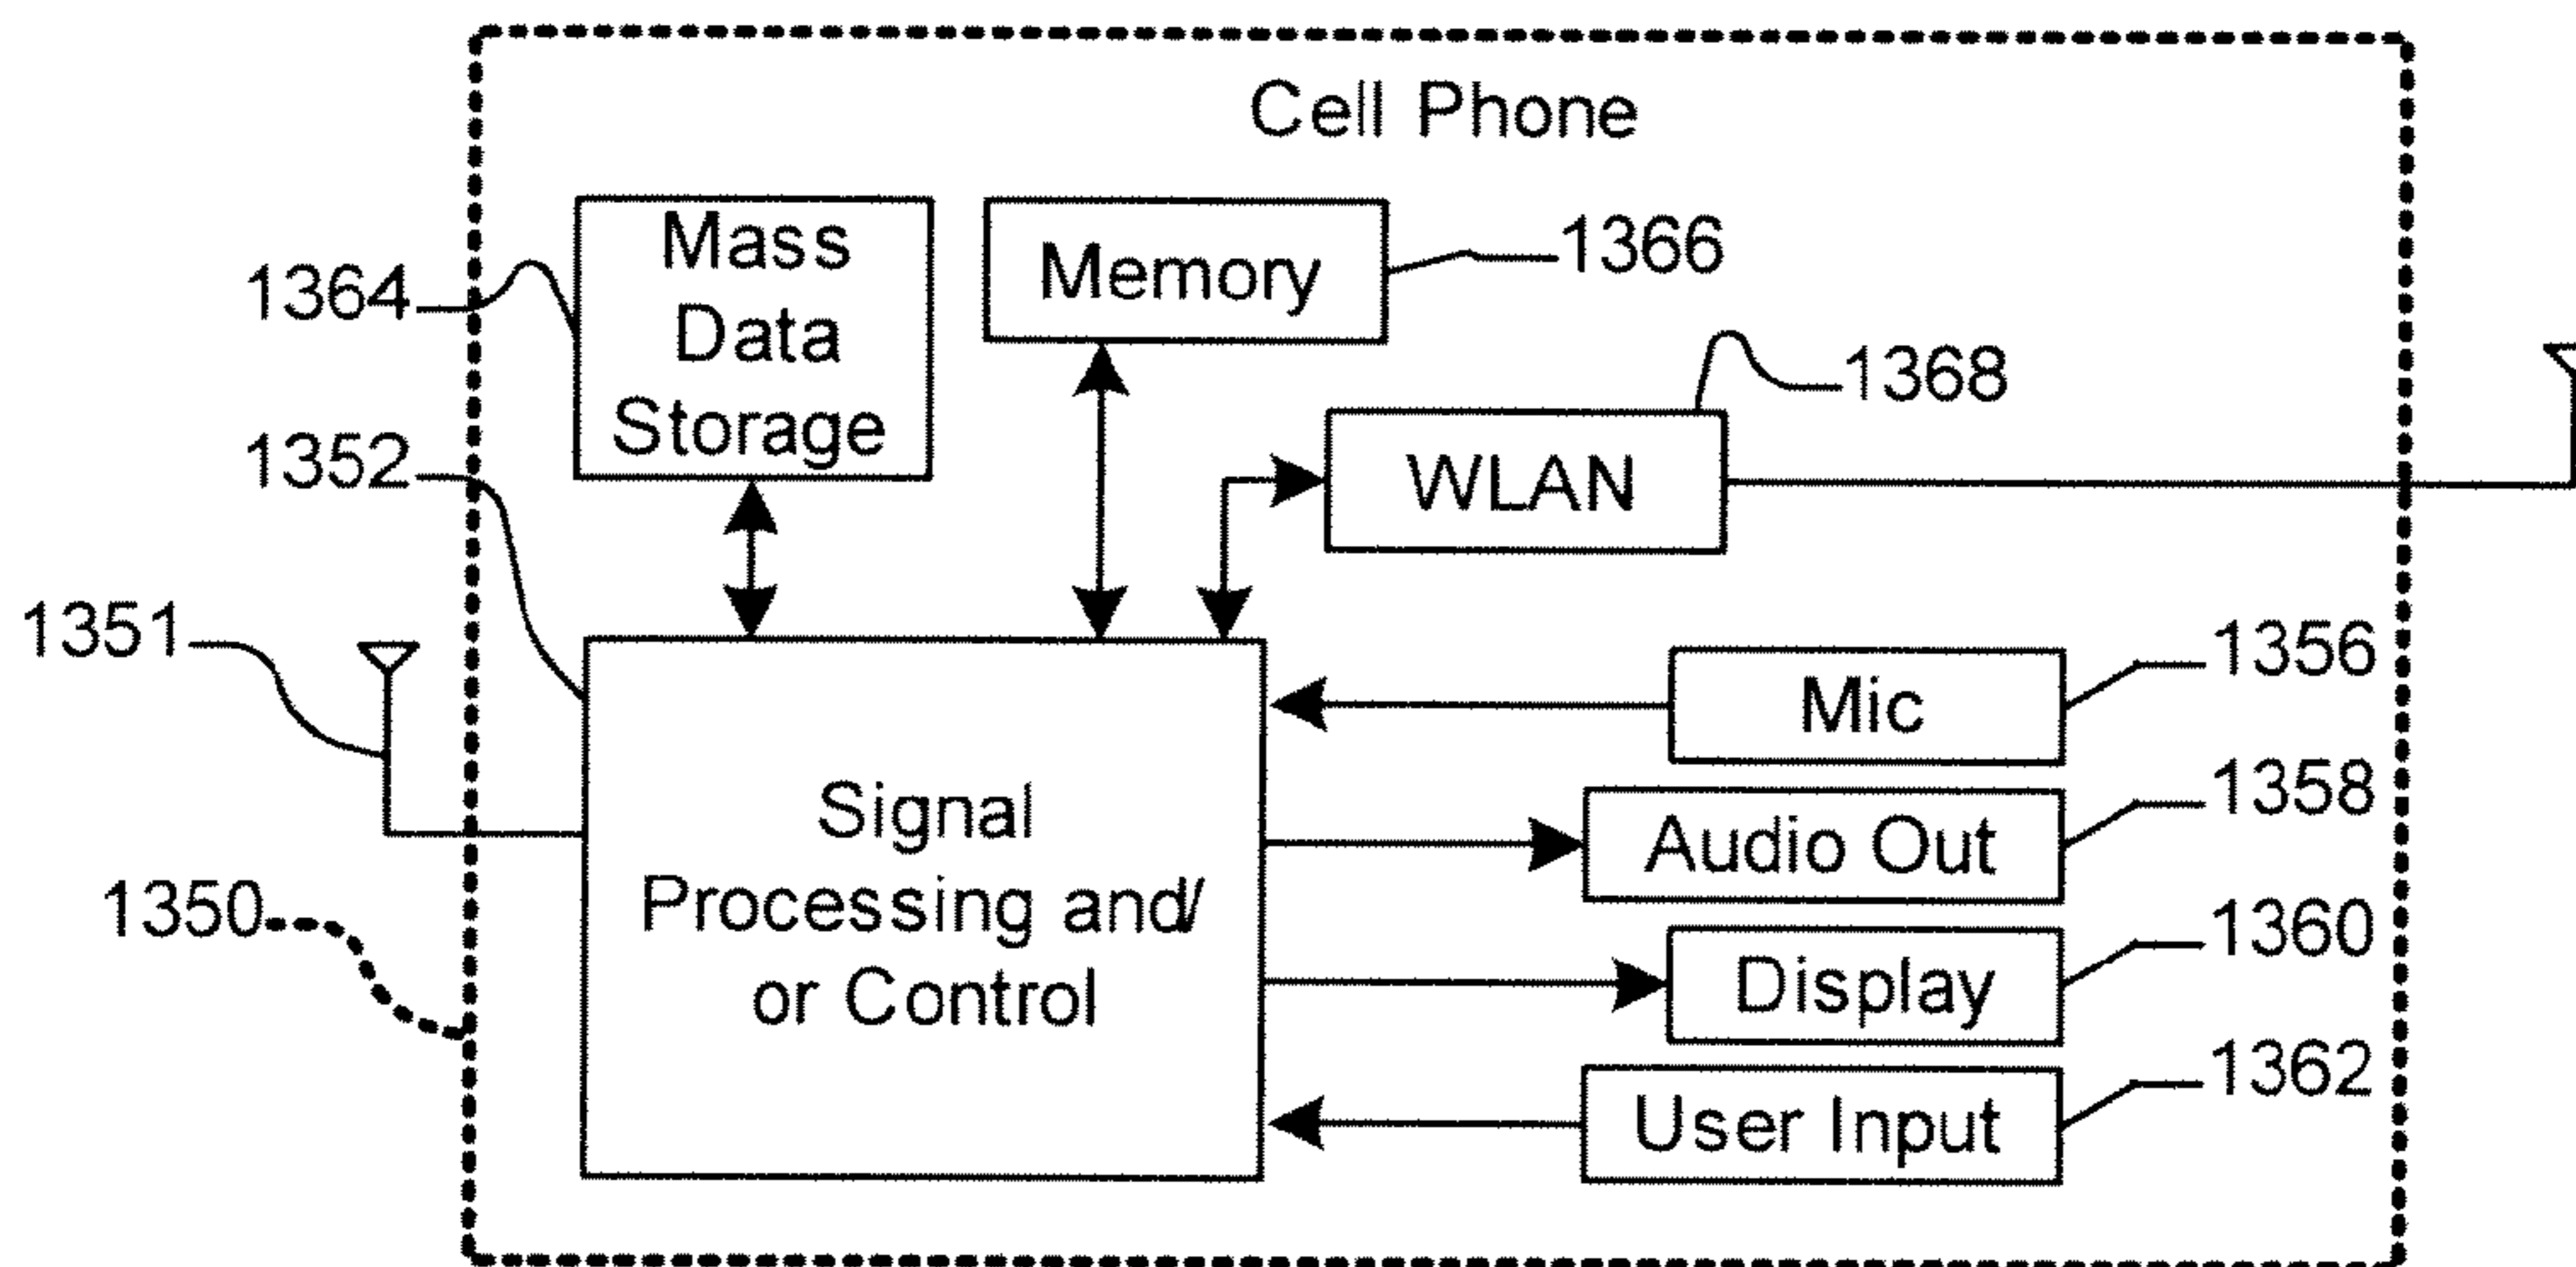 Cell Phone
Mass
Data
Storage
Memory
1366
1364
1368
1352
WLAN
1351
1356
Mic
1358
Signal
Audio Out
Processing and/
1350
1360
or Control
Display
1362
User Input